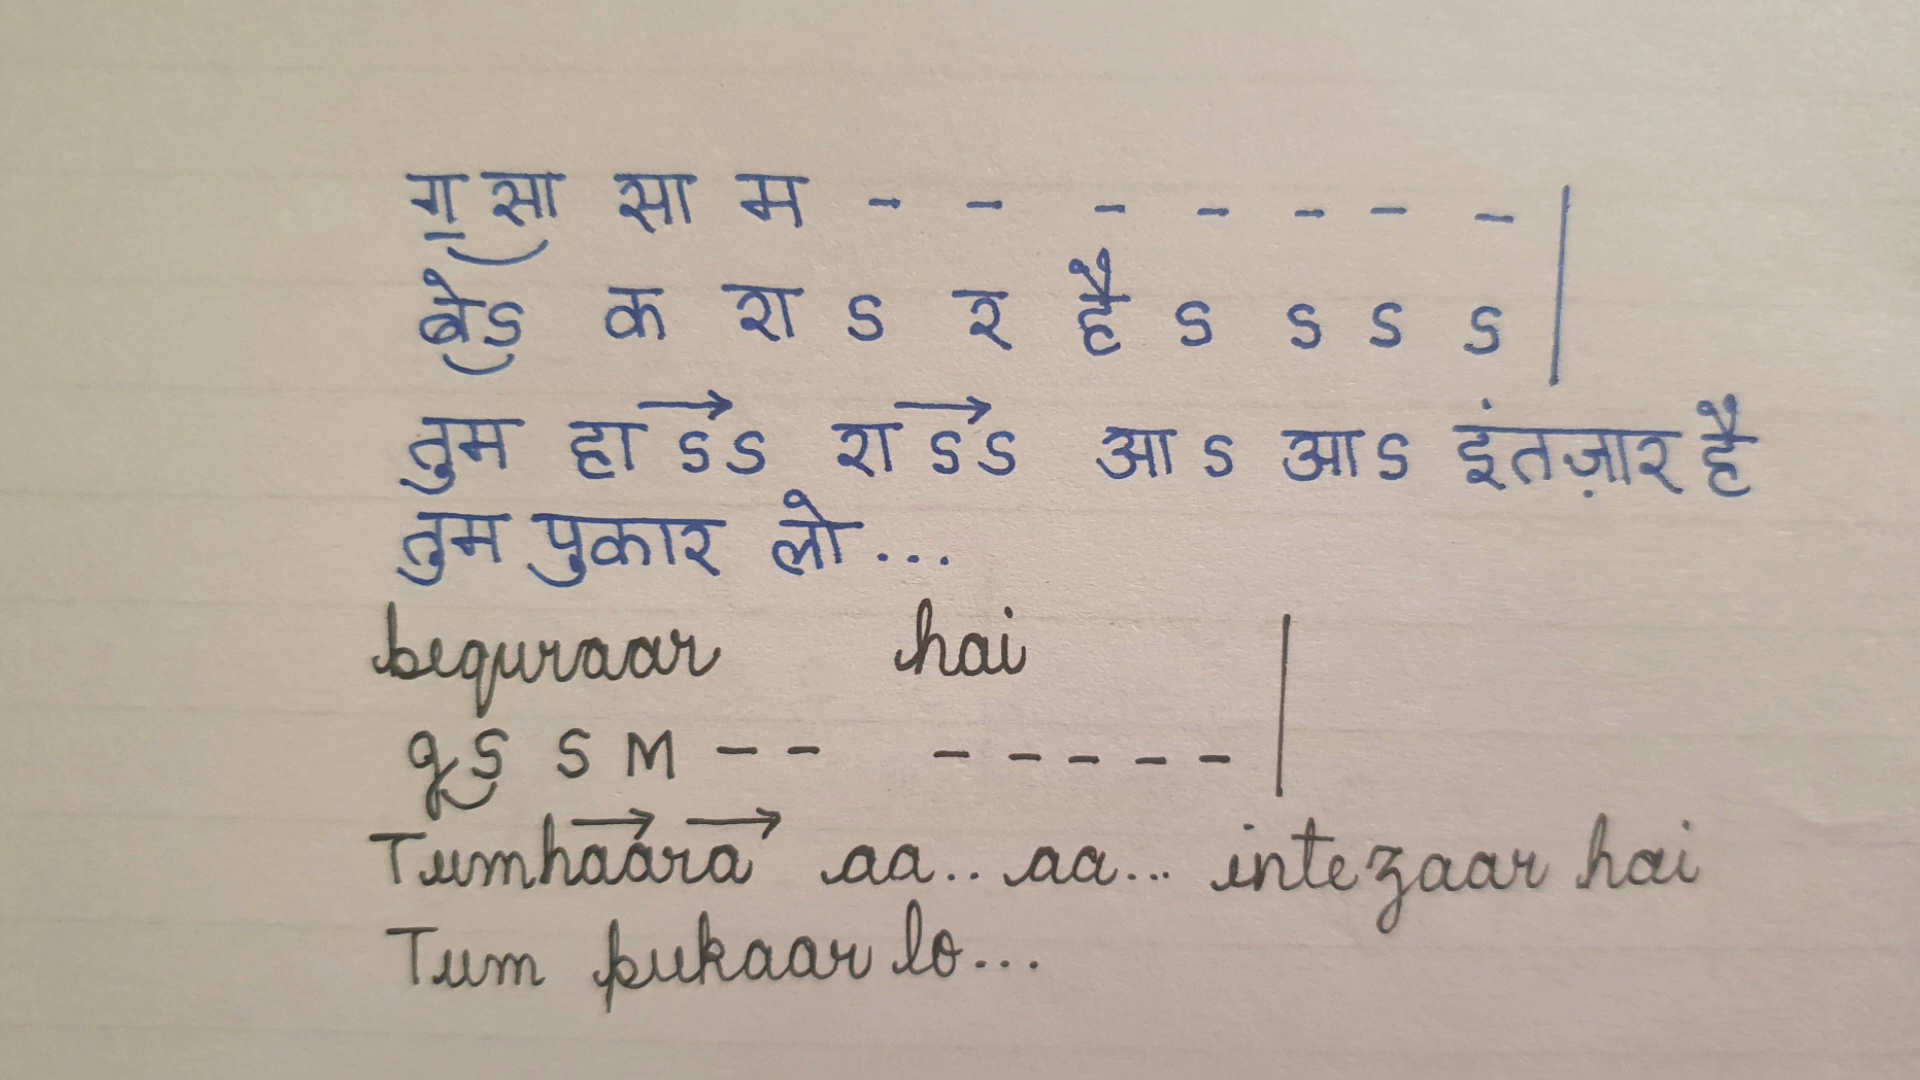 ग॒सा सा म - - - - - - - |
बेऽ क रा ऽ र है ऽ ऽ ऽ ऽ |
तुम हा ऽऽ रा ऽऽ आ ऽ आ ऽ इंतज़ार है
तुम पुकार लो...
bequraar hai |
gs s M - - - - - - - |
Tumhaara aa.. aa... intezaar hai
Tum pukaar lo...